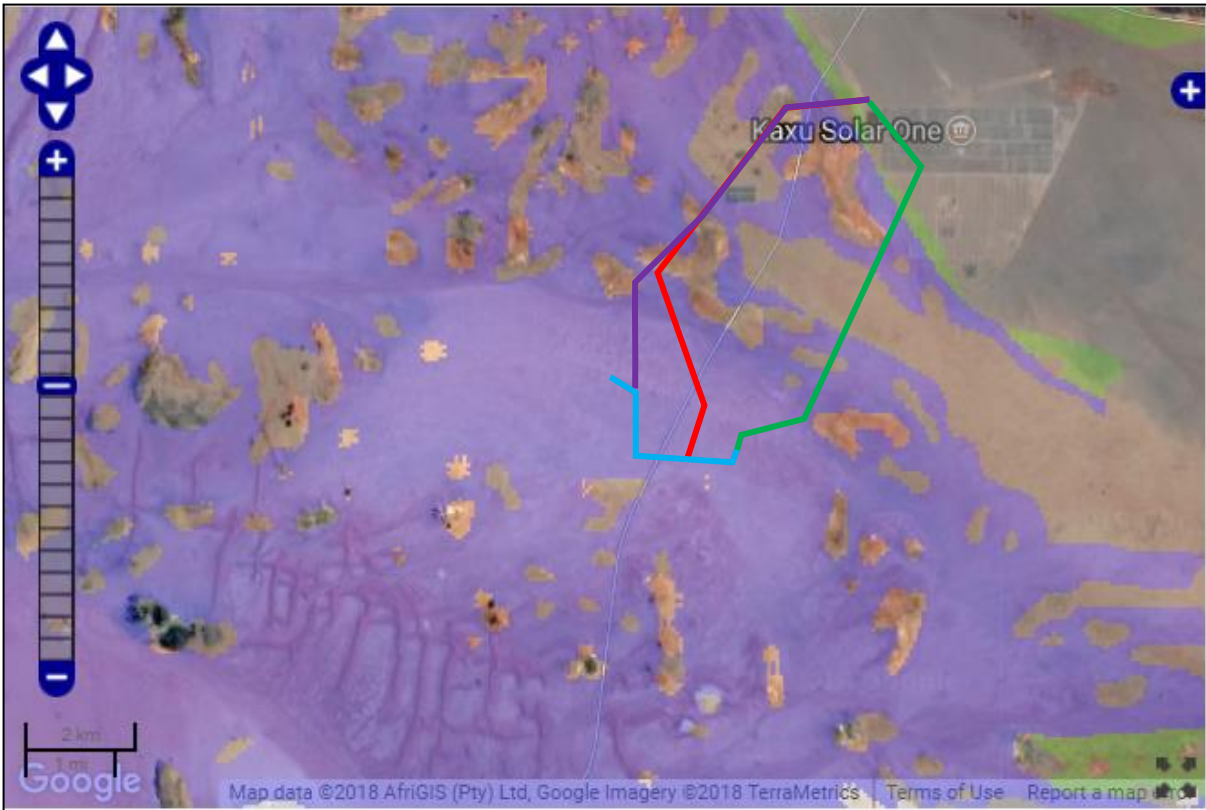 Kaxu Solar One
2 km
1 mi
Google
Map data ©2018 AfriGIS (Pty) Ltd, Google Imagery ©2018 TerraMetrics
Terms of Use
Report a map error